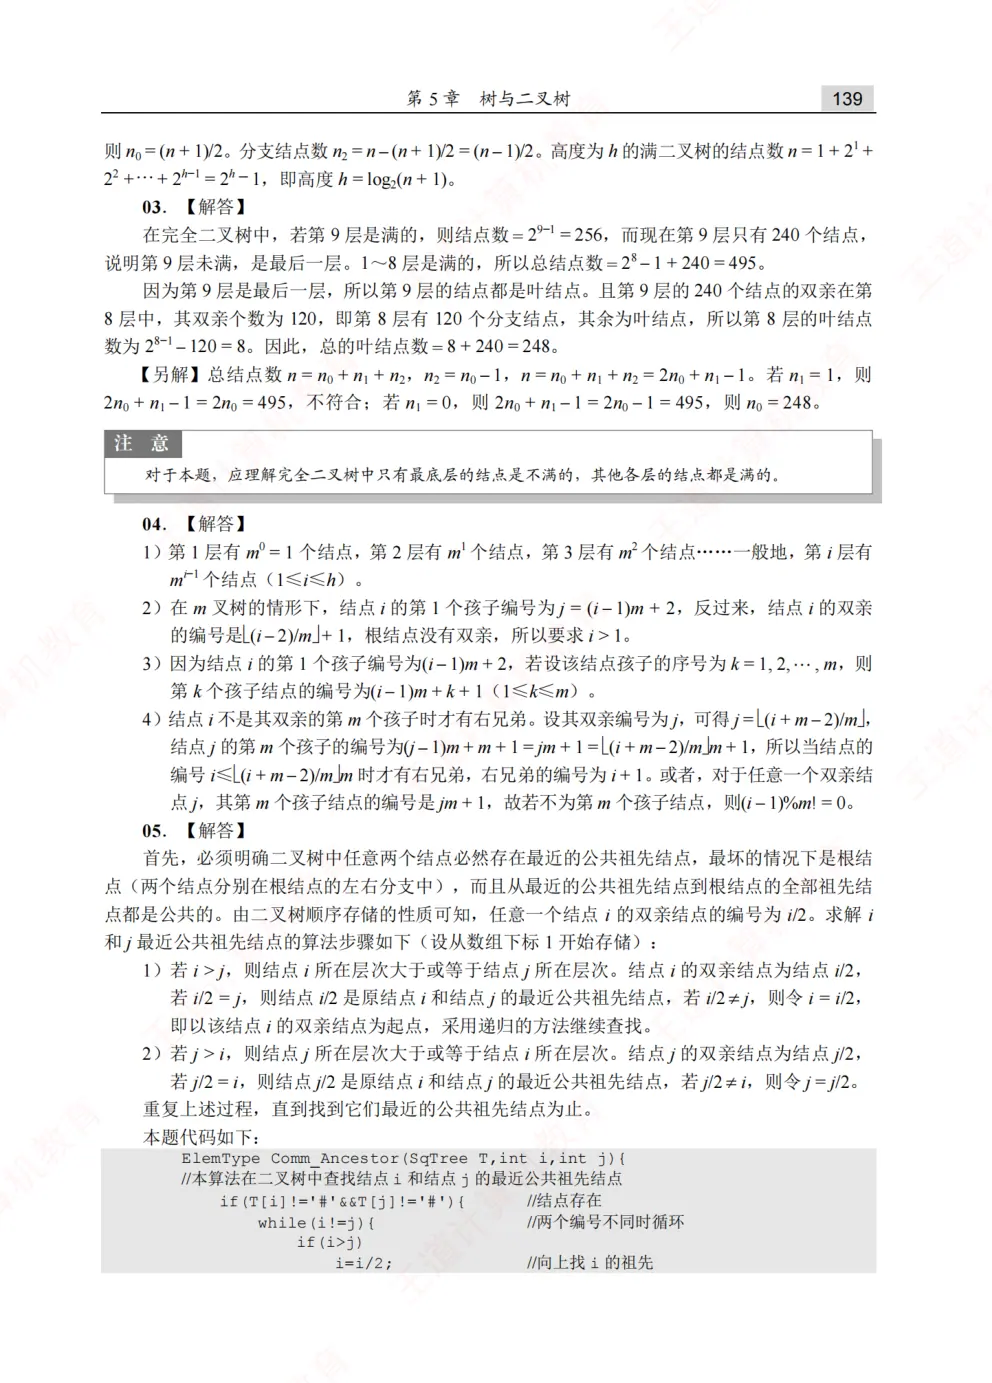 第 5 章 树与二叉树 139
则 n₀ = (n + 1)/2。分支结点数 n₂ = n – (n + 1)/2 = (n – 1)/2。高度为 h 的满二叉树的结点数 n = 1 + 2¹ +
2² + ⋯ + 2ʰ⁻¹ = 2ʰ − 1，即高度 h = log₂(n + 1)。
03. 【解答】
在完全二叉树中，若第 9 层是满的，则结点数 = 2⁹⁻¹ = 256，而现在第 9 层只有 240 个结点，
说明第 9 层未满，是最后一层。1～8 层是满的，所以总结点数 = 2⁸ – 1 + 240 = 495。
因为第 9 层是最后一层，所以第 9 层的结点都是叶结点。且第 9 层的 240 个结点的双亲在第
8 层中，其双亲个数为 120，即第 8 层有 120 个分支结点，其余为叶结点，所以第 8 层的叶结点
数为 2⁸⁻¹ – 120 = 8。因此，总的叶结点数 = 8 + 240 = 248。
【另解】总结点数 n = n₀ + n₁ + n₂，n₂ = n₀ – 1，n = n₀ + n₁ + n₂ = 2n₀ + n₁ – 1。若 n₁ = 1，则
2n₀ + n₁ – 1 = 2n₀ = 495，不符合；若 n₁ = 0，则 2n₀ + n₁ – 1 = 2n₀ – 1 = 495，则 n₀ = 248。
注 意
对于本题，应理解完全二叉树中只有最底层的结点是不满的，其他各层的结点都是满的。
04. 【解答】
1）第 1 层有 m⁰ = 1 个结点，第 2 层有 m¹ 个结点，第 3 层有 m² 个结点……一般地，第 i 层有
mⁱ⁻¹ 个结点（1≤i≤h）。
2）在 m 叉树的情形下，结点 i 的第 1 个孩子编号为 j = (i – 1)m + 2，反过来，结点 i 的双亲
的编号是⌊(i – 2)/m⌋ + 1，根结点没有双亲，所以要求 i > 1。
3）因为结点 i 的第 1 个孩子编号为(i – 1)m + 2，若设该结点孩子的序号为 k = 1, 2, ⋯ , m，则
第 k 个孩子结点的编号为(i – 1)m + k + 1（1≤k≤m）。
4）结点 i 不是其双亲的第 m 个孩子时才有右兄弟。设其双亲编号为 j，可得 j = ⌊(i + m – 2)/m⌋，
结点 j 的第 m 个孩子的编号为(j – 1)m + m + 1 = jm + 1 = ⌊(i + m – 2)/m⌋m + 1，所以当结点的
编号 i≤⌊(i + m – 2)/m⌋m 时才有右兄弟，右兄弟的编号为 i + 1。或者，对于任意一个双亲结
点 j，其第 m 个孩子结点的编号是 jm + 1，故若不为第 m 个孩子结点，则(i – 1)%m! = 0。
05. 【解答】
首先，必须明确二叉树中任意两个结点必然存在最近的公共祖先结点，最坏的情况下是根结
点（两个结点分别在根结点的左右分支中），而且从最近的公共祖先结点到根结点的全部祖先结
点都是公共的。由二叉树顺序存储的性质可知，任意一个结点 i 的双亲结点的编号为 i/2。求解 i
和 j 最近公共祖先结点的算法步骤如下（设从数组下标 1 开始存储）：
1）若 i > j，则结点 i 所在层次大于或等于结点 j 所在层次。结点 i 的双亲结点为结点 i/2，
若 i/2 = j，则结点 i/2 是原结点 i 和结点 j 的最近公共祖先结点，若 i/2 ≠ j，则令 i = i/2，
即以该结点 i 的双亲结点为起点，采用递归的方法继续查找。
2）若 j > i，则结点 j 所在层次大于或等于结点 i 所在层次。结点 j 的双亲结点为结点 j/2，
若 j/2 = i，则结点 j/2 是原结点 i 和结点 j 的最近公共祖先结点，若 j/2 ≠ i，则令 j = j/2。
重复上述过程，直到找到它们最近的公共祖先结点为止。
本题代码如下：
ElemType Comm_Ancestor(SqTree T,int i,int j){
//本算法在二叉树中查找结点 i 和结点 j 的最近公共祖先结点
if(T[i]!='#'&&T[j]!='#'){ //结点存在
while(i!=j){ //两个编号不同时循环
if(i>j)
i=i/2; //向上找 i 的祖先